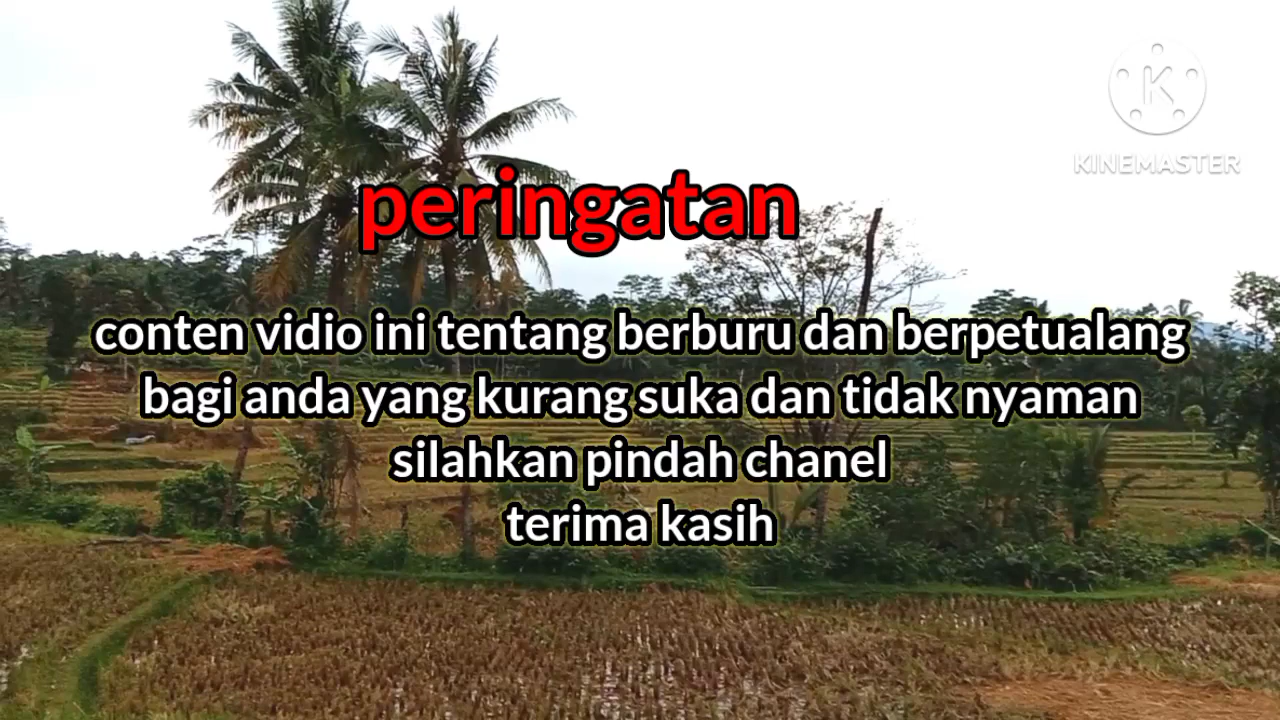 KINEMASTER
peringatan
conten vidio ini tentang berburu dan berpetualang
bagi anda yang kurang suka dan tidak nyaman
silahkan pindah chanel
terima kasih